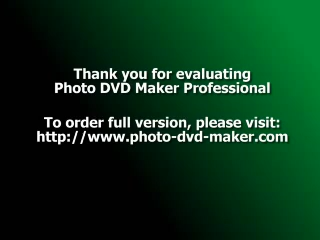 Thank you for evaluating
Photo DVD Maker Professional
To order full version, please visit:
http://www.photo-dvd-maker.com